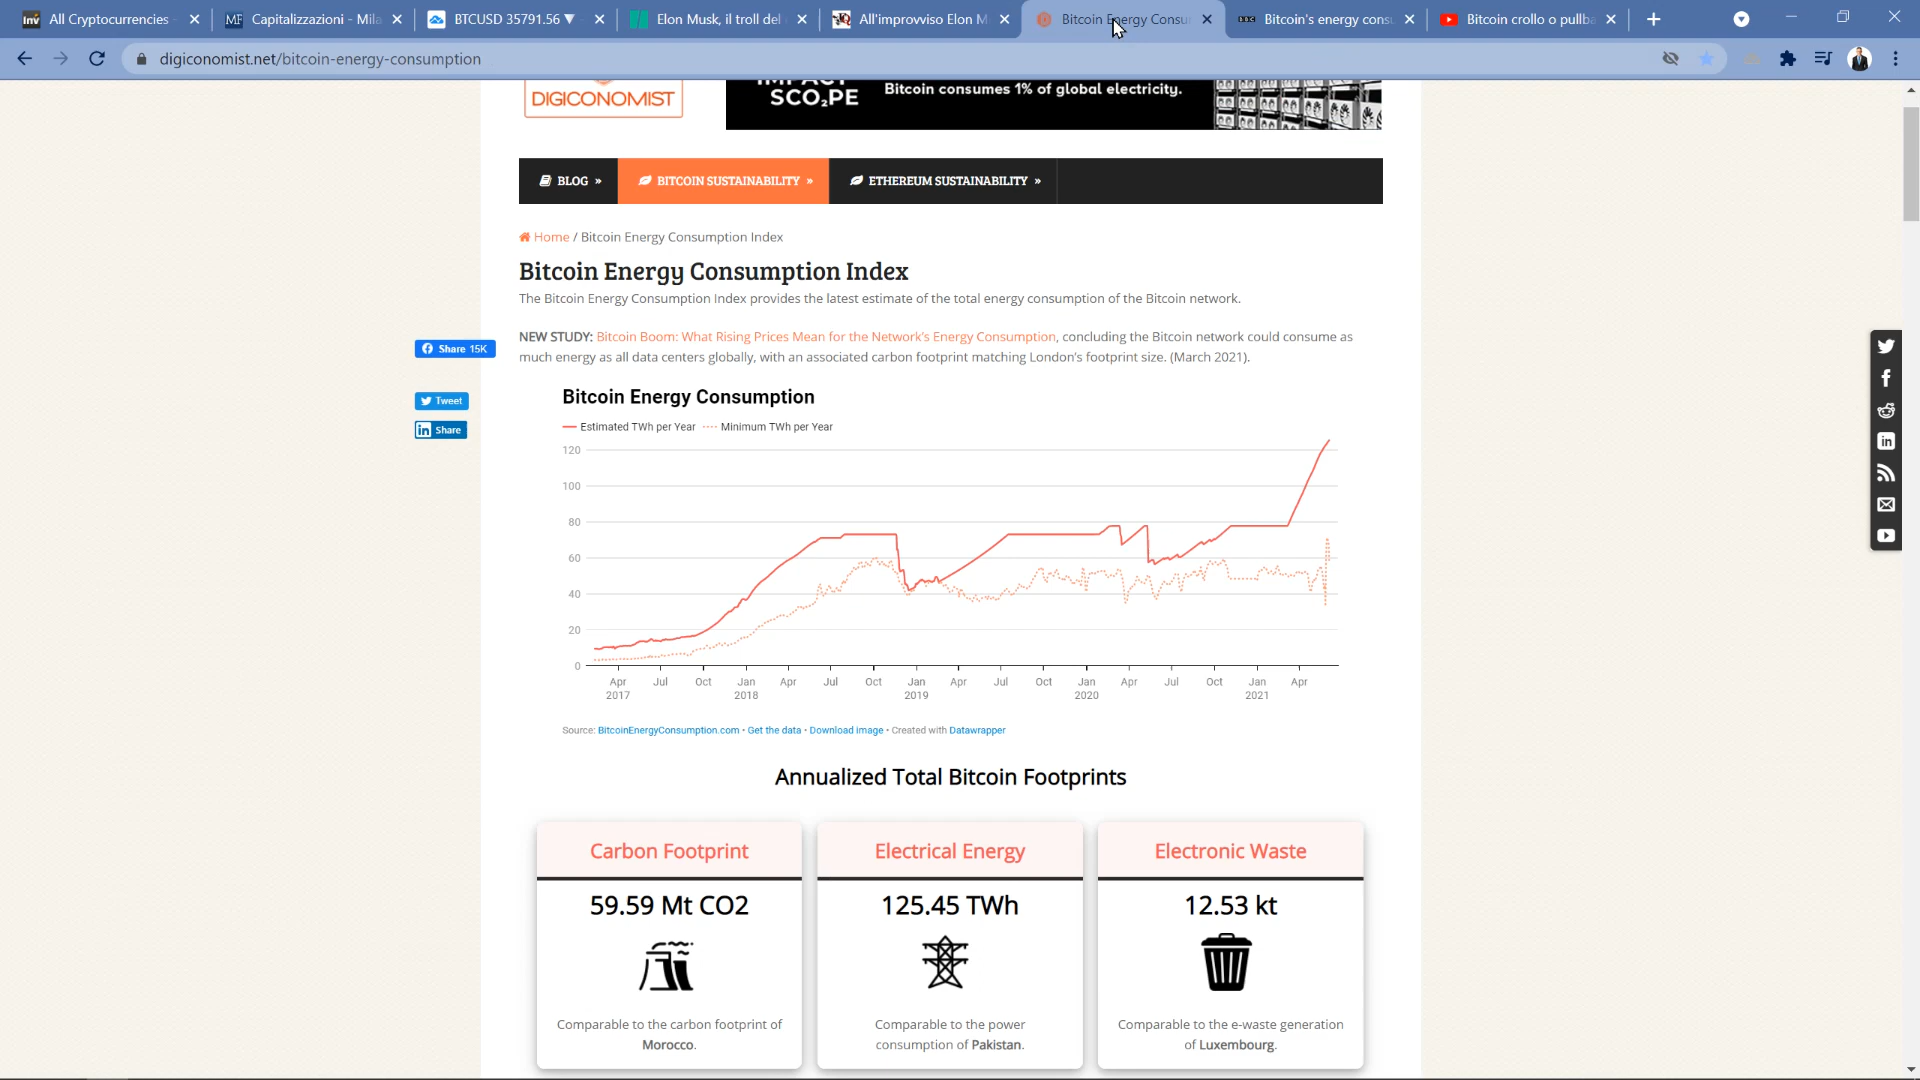 All Cryptocurrencies
Capitalizzazioni - Mila
BTCUSD 35791.56 ▼
Elon Musk, il troll del
All'improvviso Elon M
Bitcoin Energy Consu
Bitcoin's energy consu
Bitcoin crollo o pullba
digiconomist.net/bitcoin-energy-consumption
DIGICONOMIST
IMPACT
SCO₂PE
Bitcoin consumes 1% of global electricity.
BLOG »
BITCOIN SUSTAINABILITY »
ETHEREUM SUSTAINABILITY »
Home / Bitcoin Energy Consumption Index
Bitcoin Energy Consumption Index
The Bitcoin Energy Consumption Index provides the latest estimate of the total energy consumption of the Bitcoin network.
NEW STUDY: Bitcoin Boom: What Rising Prices Mean for the Network's Energy Consumption, concluding the Bitcoin network could consume as
much energy as all data centers globally, with an associated carbon footprint matching London's footprint size. (March 2021).
Share 15K
Tweet
in Share
Bitcoin Energy Consumption
Estimated TWh per Year
Minimum TWh per Year
120
100
80
60
40
20
0
Apr Jul Oct Jan Apr Jul Oct Jan Apr Jul Oct Jan Apr Jul Oct Jan Apr
2017 2018 2019 2020 2021
Source: BitcoinEnergyConsumption.com • Get the data • Download image • Created with Datawrapper
Annualized Total Bitcoin Footprints
Carbon Footprint
59.59 Mt CO2
Comparable to the carbon footprint of
Morocco.
Electrical Energy
125.45 TWh
Comparable to the power
consumption of Pakistan.
Electronic Waste
12.53 kt
Comparable to the e-waste generation
of Luxembourg.